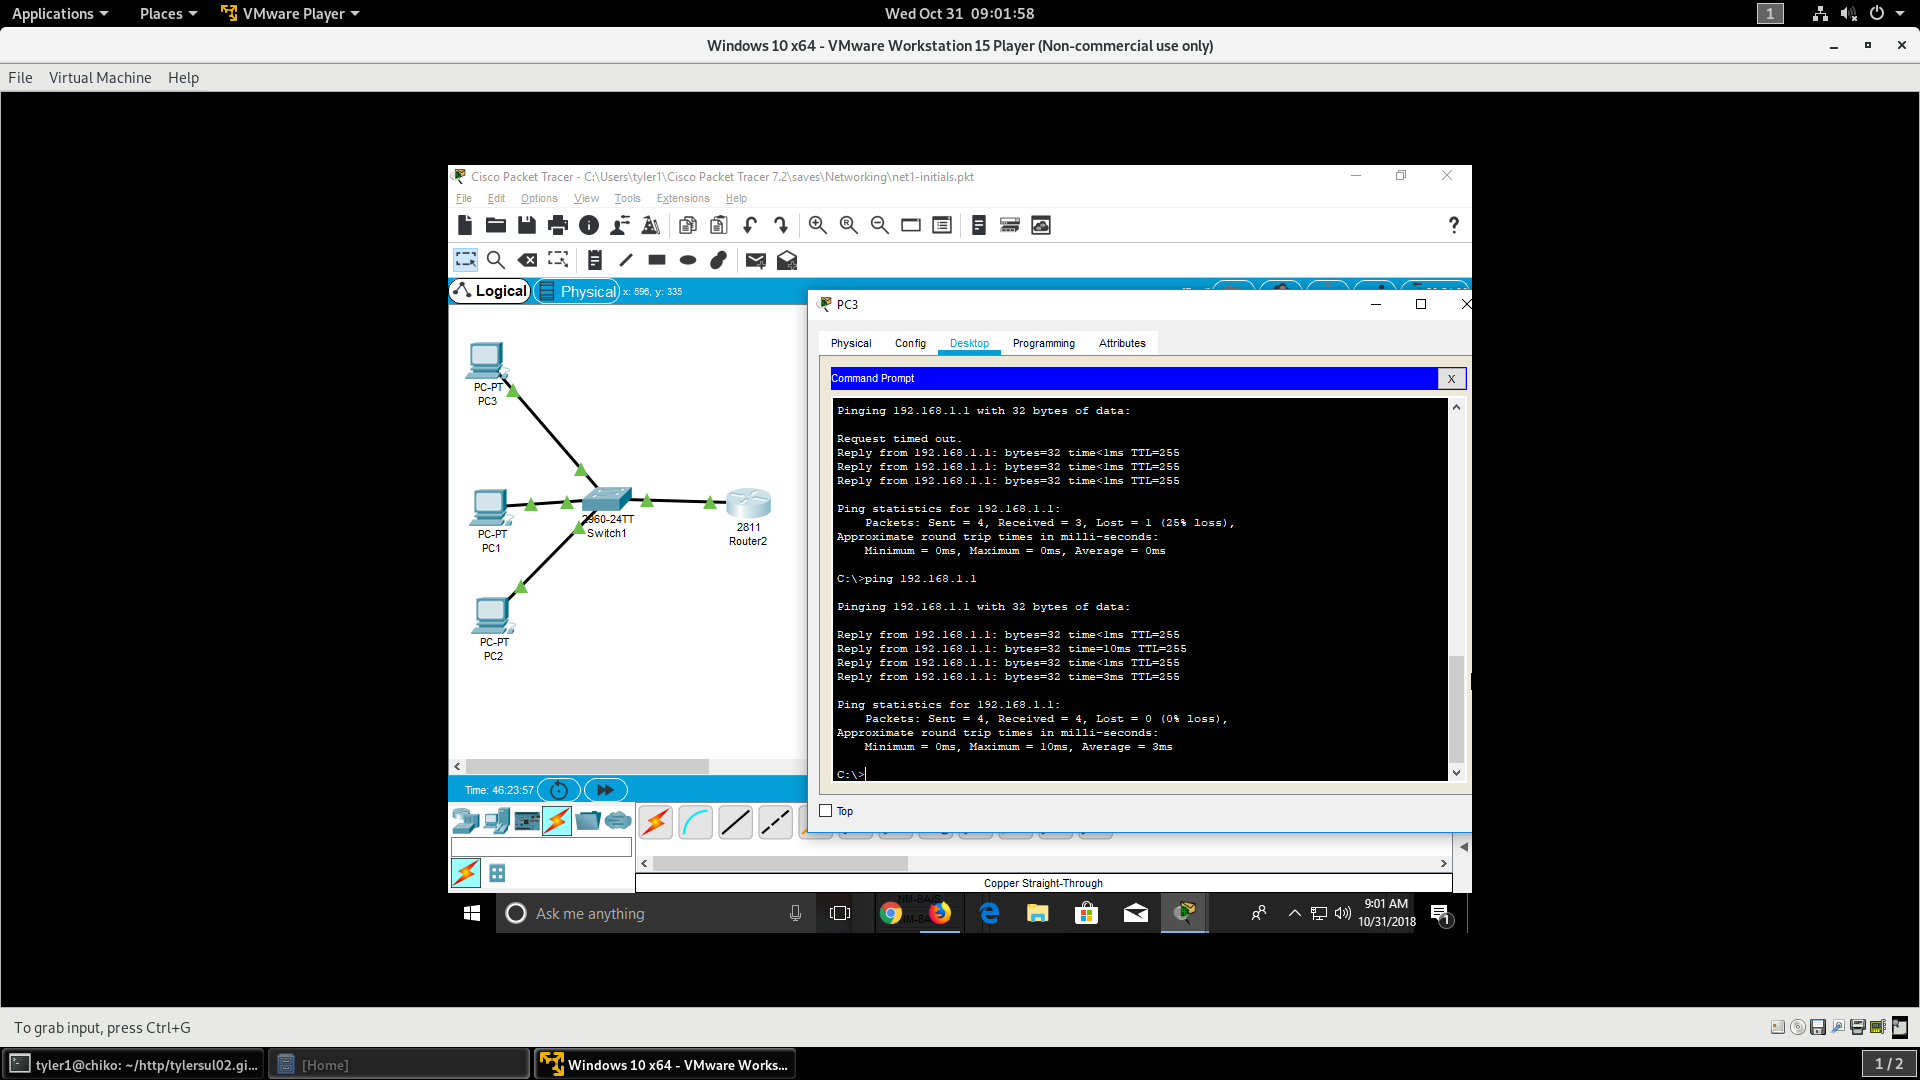 Applications Places VMware Player Wed Oct 31 09:01:58 1
Windows 10 x64 - VMware Workstation 15 Player (Non-commercial use only)
File Virtual Machine Help
Cisco Packet Tracer - C:\Users\tyler1\Cisco Packet Tracer 7.2\saves\Networking\net1-initials.pkt
File Edit Options View Tools Extensions Help
?
Logical Physical x: 596, y: 335
PC3
Physical Config Desktop Programming Attributes
Command Prompt X
Pinging 192.168.1.1 with 32 bytes of data:
Request timed out.
Reply from 192.168.1.1: bytes=32 time<1ms TTL=255
Reply from 192.168.1.1: bytes=32 time<1ms TTL=255
Reply from 192.168.1.1: bytes=32 time<1ms TTL=255
Ping statistics for 192.168.1.1:
Packets: Sent = 4, Received = 3, Lost = 1 (25% loss),
Approximate round trip times in milli-seconds:
Minimum = 0ms, Maximum = 0ms, Average = 0ms
C:\>ping 192.168.1.1
Pinging 192.168.1.1 with 32 bytes of data:
Reply from 192.168.1.1: bytes=32 time<1ms TTL=255
Reply from 192.168.1.1: bytes=32 time=10ms TTL=255
Reply from 192.168.1.1: bytes=32 time<1ms TTL=255
Reply from 192.168.1.1: bytes=32 time=3ms TTL=255
Ping statistics for 192.168.1.1:
Packets: Sent = 4, Received = 4, Lost = 0 (0% loss),
Approximate round trip times in milli-seconds:
Minimum = 0ms, Maximum = 10ms, Average = 3ms
C:\>
Top
PC-PT
PC3
PC-PT
PC1
PC-PT
PC2
2960-24TT
Switch1
2811
Router2
Time: 46:23:57
Copper Straight-Through
Ask me anything
9:01 AM
10/31/2018
1
To grab input, press Ctrl+G
tyler1@chiko: ~/http/tylersul02.gi... [Home] Windows 10 x64 - VMware Works... 1 / 2